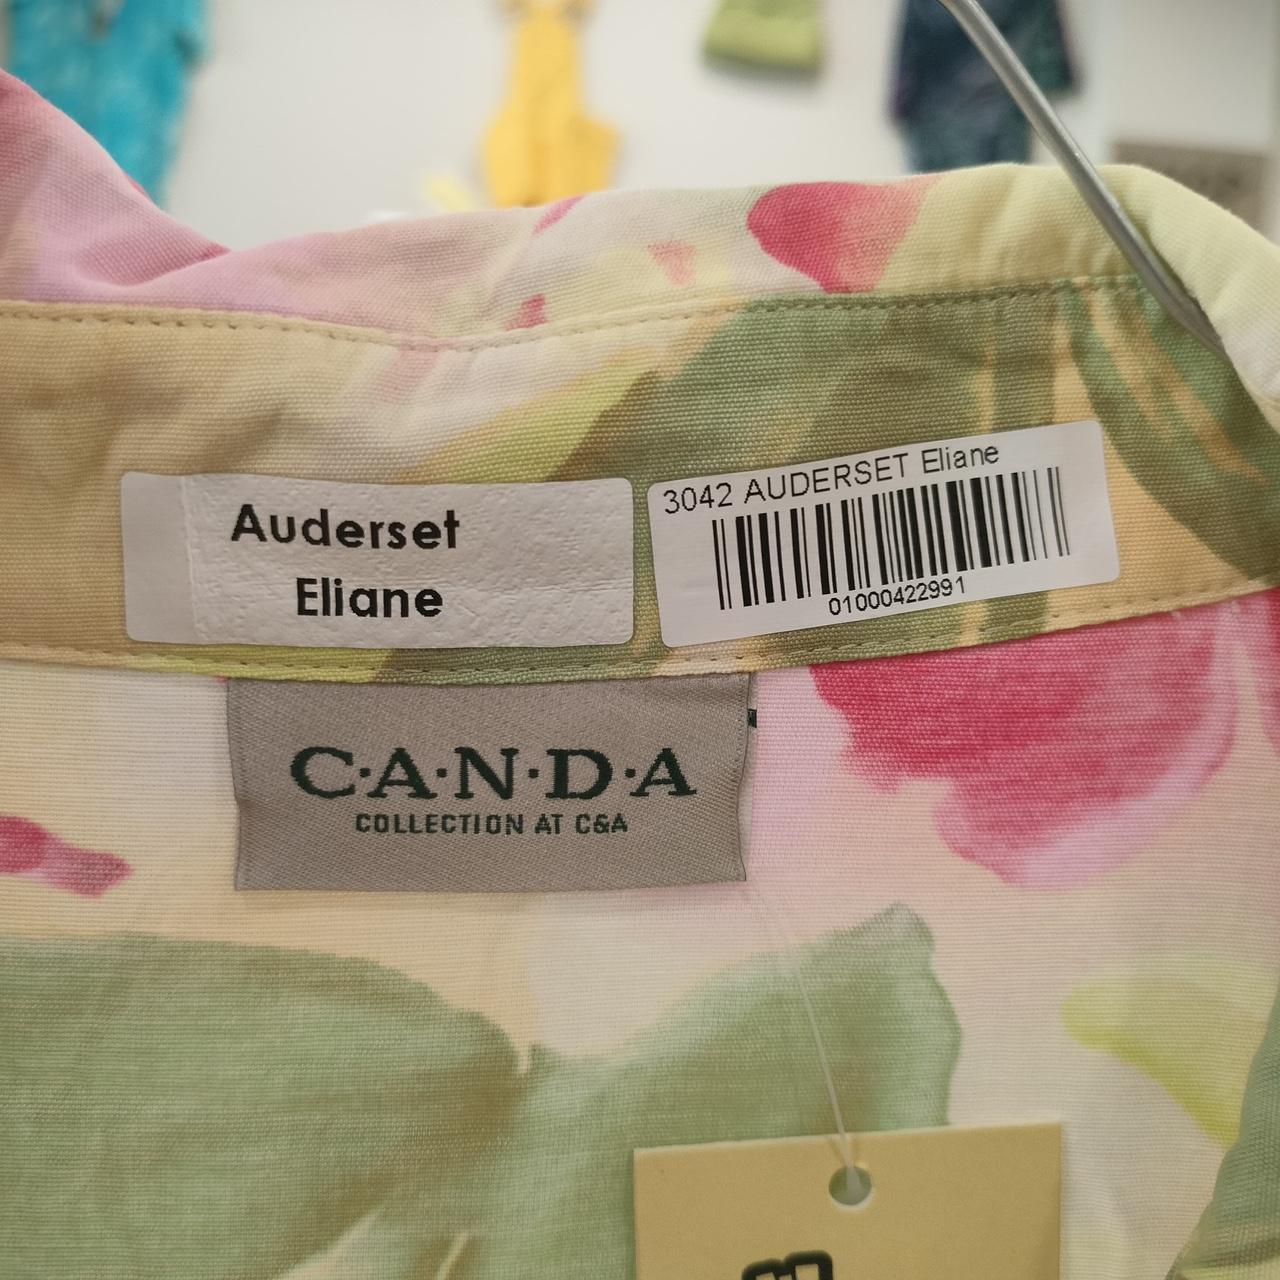 Auderset
Eliane
3042 AUDERSET Eliane
01000422991
C·A·N·D·A
COLLECTION AT C&A